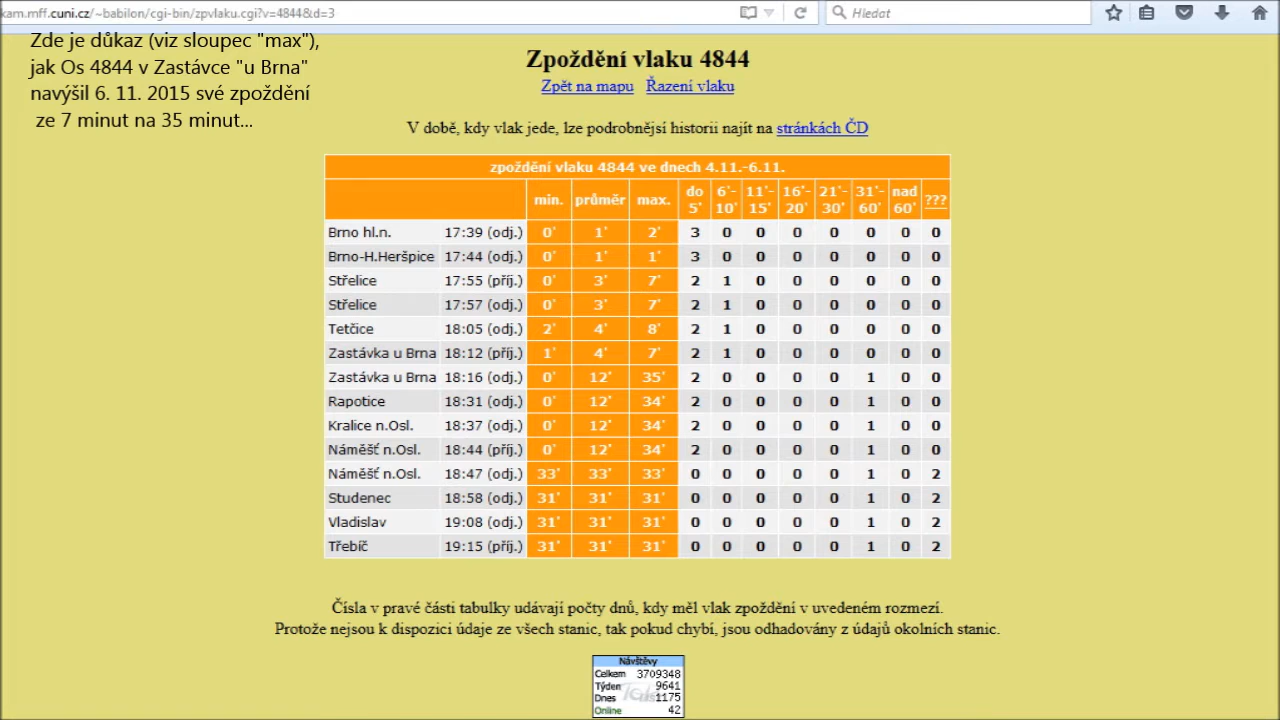 kam.mff.cuni.cz/~babilon/cgi-bin/zpvlaku.cgi?v=4844&d=3
Hledat
Zde je důkaz (viz sloupec "max"),
jak Os 4844 v Zastávce "u Brna"
navýšil 6. 11. 2015 své zpoždění
ze 7 minut na 35 minut...
Zpoždění vlaku 4844
Zpět na mapu Řazení vlaku
V době, kdy vlak jede, lze podrobnějsí historii najít na stránkách ČD
zpoždění vlaku 4844 ve dnech 4.11.-6.11.
min. průměr max. do 5' 6'-10' 11'-15' 16'-20' 21'-30' 31'-60' nad 60' ???
Brno hl.n. 17:39 (odj.) 0' 1' 2' 3 0 0 0 0 0 0 0
Brno-H.Heršpice 17:44 (odj.) 0' 1' 1' 3 0 0 0 0 0 0 0
Střelice 17:55 (příj.) 0' 3' 7' 2 1 0 0 0 0 0 0
Střelice 17:57 (odj.) 0' 3' 7' 2 1 0 0 0 0 0 0
Tetčice 18:05 (odj.) 2' 4' 8' 2 1 0 0 0 0 0 0
Zastávka u Brna 18:12 (příj.) 1' 4' 7' 2 1 0 0 0 0 0 0
Zastávka u Brna 18:16 (odj.) 0' 12' 35' 2 0 0 0 0 1 0 0
Rapotice 18:31 (odj.) 0' 12' 34' 2 0 0 0 0 1 0 0
Kralice n.Osl. 18:37 (odj.) 0' 12' 34' 2 0 0 0 0 1 0 0
Náměšť n.Osl. 18:44 (příj.) 0' 12' 34' 2 0 0 0 0 1 0 0
Náměšť n.Osl. 18:47 (odj.) 33' 33' 33' 0 0 0 0 0 1 0 2
Studenec 18:58 (odj.) 31' 31' 31' 0 0 0 0 0 1 0 2
Vladislav 19:08 (odj.) 31' 31' 31' 0 0 0 0 0 1 0 2
Třebíč 19:15 (příj.) 31' 31' 31' 0 0 0 0 0 1 0 2
Čísla v pravé části tabulky udávají počty dnů, kdy měl vlak zpoždění v uvedeném rozmezí.
Protože nejsou k dispozici údaje ze všech stanic, tak pokud chybí, jsou odhadovány z údajů okolních stanic.
Návštěvy
Celkem 3709348
Týden 9641
Dnes 1175
Online 42